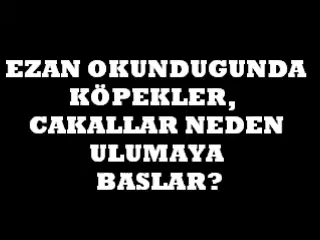 EZAN OKUNDUGUNDA
KÖPEKLER,
CAKALLAR NEDEN
ULUMAYA
BASLAR?